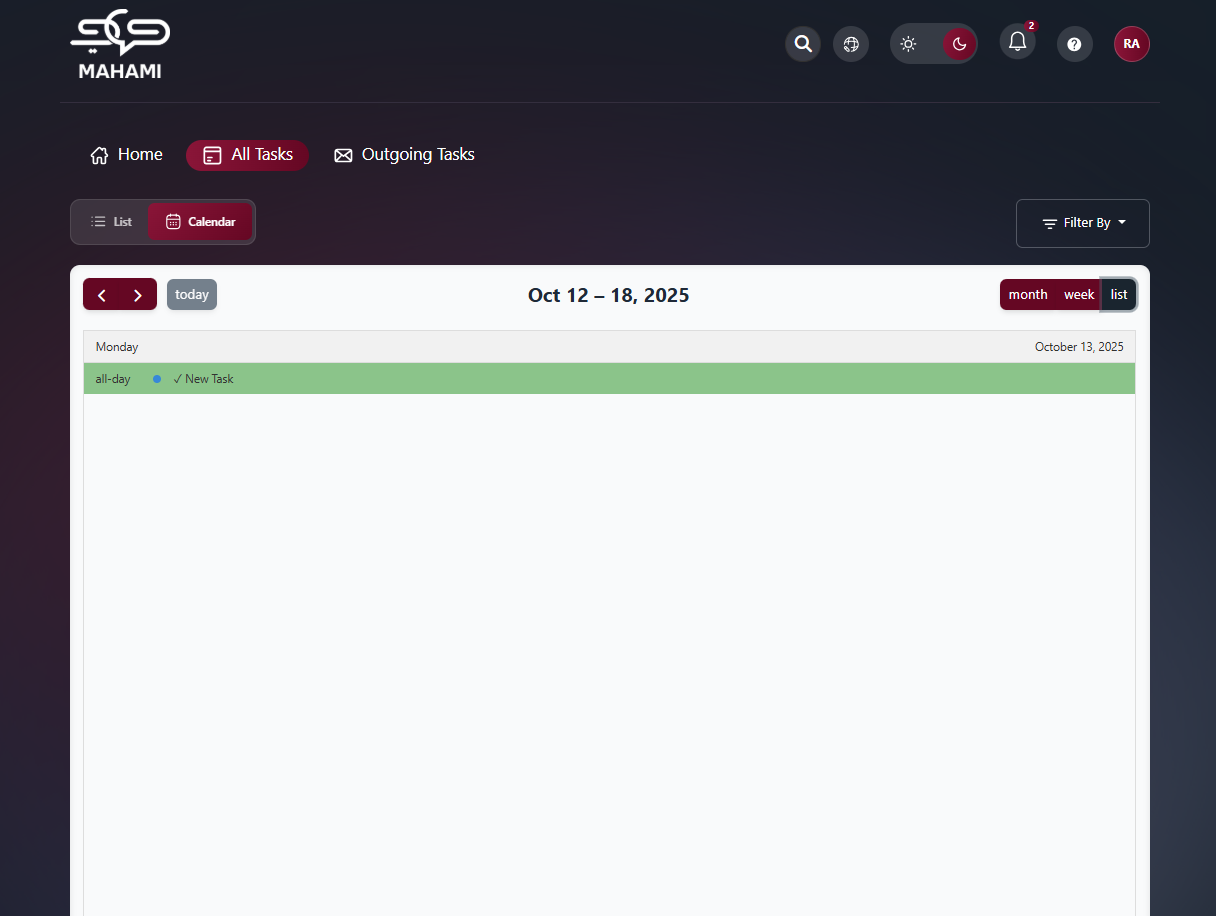 مهامي
MAHAMI
2
RA
Home
All Tasks
Outgoing Tasks
List
Calendar
Filter By
today
Oct 12 – 18, 2025
month
week
list
Monday
October 13, 2025
all-day
✓ New Task